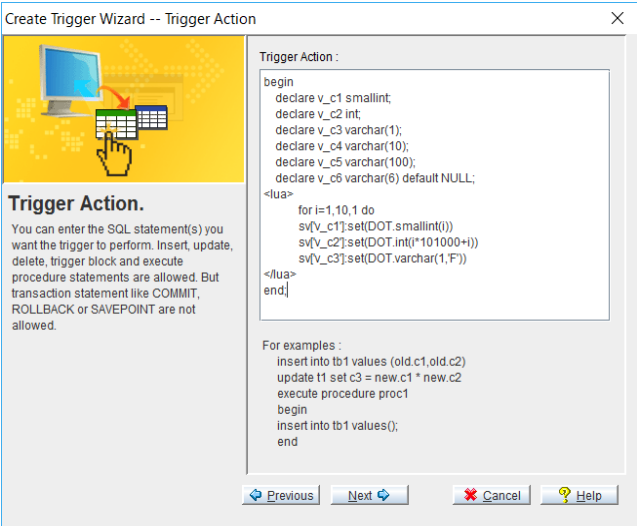 Create Trigger Wizard -- Trigger Action
Trigger Action :
begin
declare v_c1 smallint;
declare v_c2 int;
declare v_c3 varchar(1);
declare v_c4 varchar(10);
declare v_c5 varchar(100);
declare v_c6 varchar(6) default NULL;
<lua>
for i=1,10,1 do
sv['v_c1']:set(DOT.smallint(i))
sv['v_c2']:set(DOT.int(i*101000+i))
sv['v_c3']:set(DOT.varchar(1,'F'))
</lua>
end;
Trigger Action.
You can enter the SQL statement(s) you
want the trigger to perform. Insert, update,
delete, trigger block and execute
procedure statements are allowed. But
transaction statement like COMMIT,
ROLLBACK or SAVEPOINT are not
allowed.
For examples :
insert into tb1 values (old.c1,old.c2)
update t1 set c3 = new.c1 * new.c2
execute procedure proc1
begin
insert into tb1 values();
end
Previous
Next
Cancel
Help